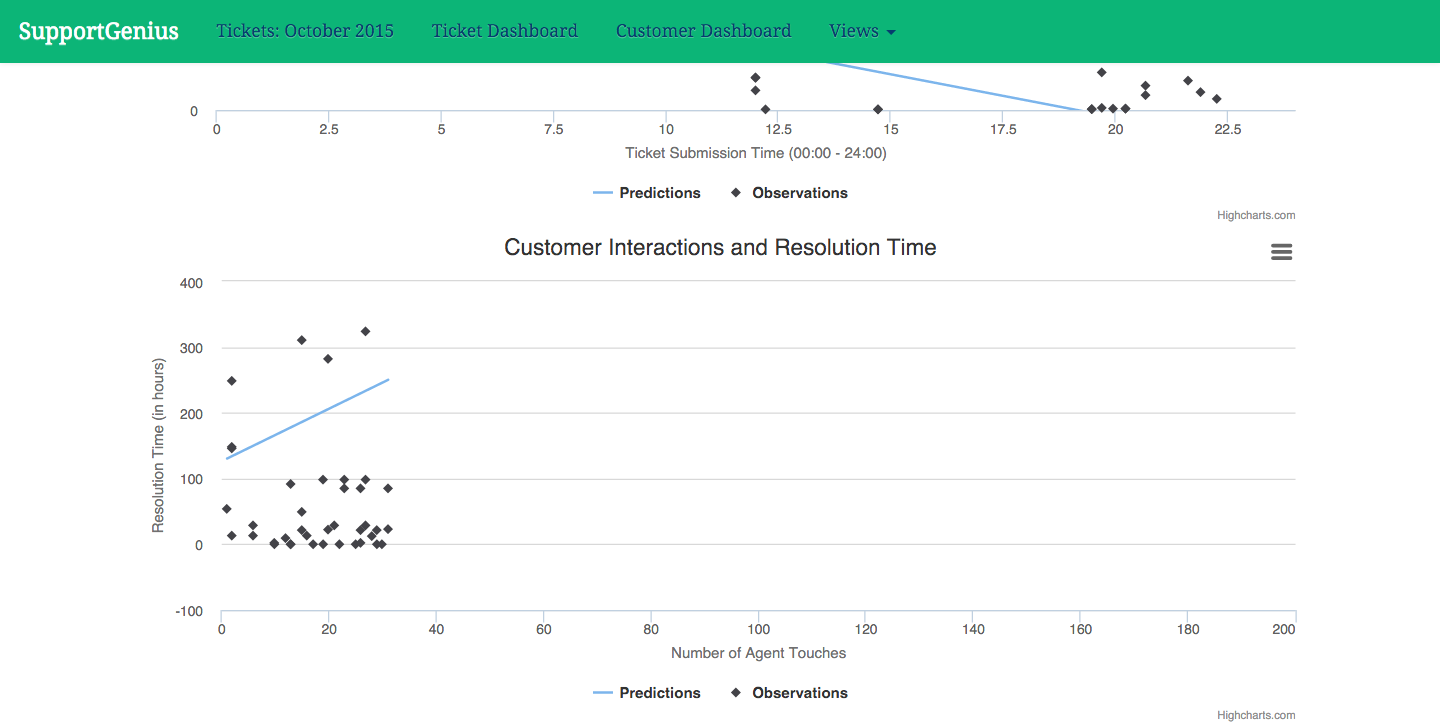 SupportGenius Tickets: October 2015 Ticket Dashboard Customer Dashboard Views
0
0 2.5 5 7.5 10 12.5 15 17.5 20 22.5
Ticket Submission Time (00:00 - 24:00)
Predictions Observations
Highcharts.com
Customer Interactions and Resolution Time
400
300
200
100
0
-100
Resolution Time (in hours)
0 20 40 60 80 100 120 140 160 180 200
Number of Agent Touches
Predictions Observations
Highcharts.com